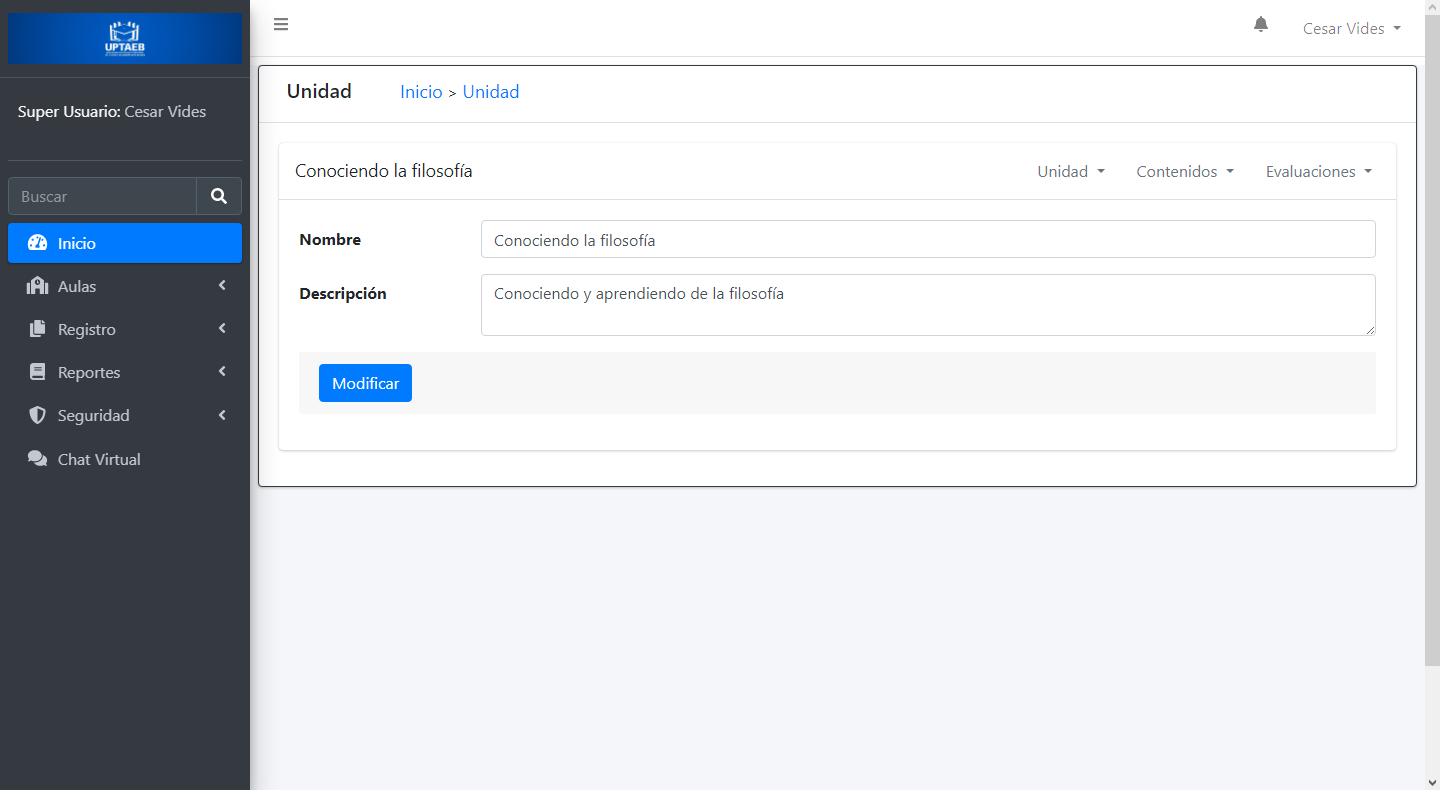 UPTAEB
Cesar Vides
Super Usuario: Cesar Vides
Buscar
Inicio
Aulas
Registro
Reportes
Seguridad
Chat Virtual
Unidad Inicio > Unidad
Conociendo la filosofía Unidad Contenidos Evaluaciones
Nombre Conociendo la filosofía
Descripción Conociendo y aprendiendo de la filosofía
Modificar